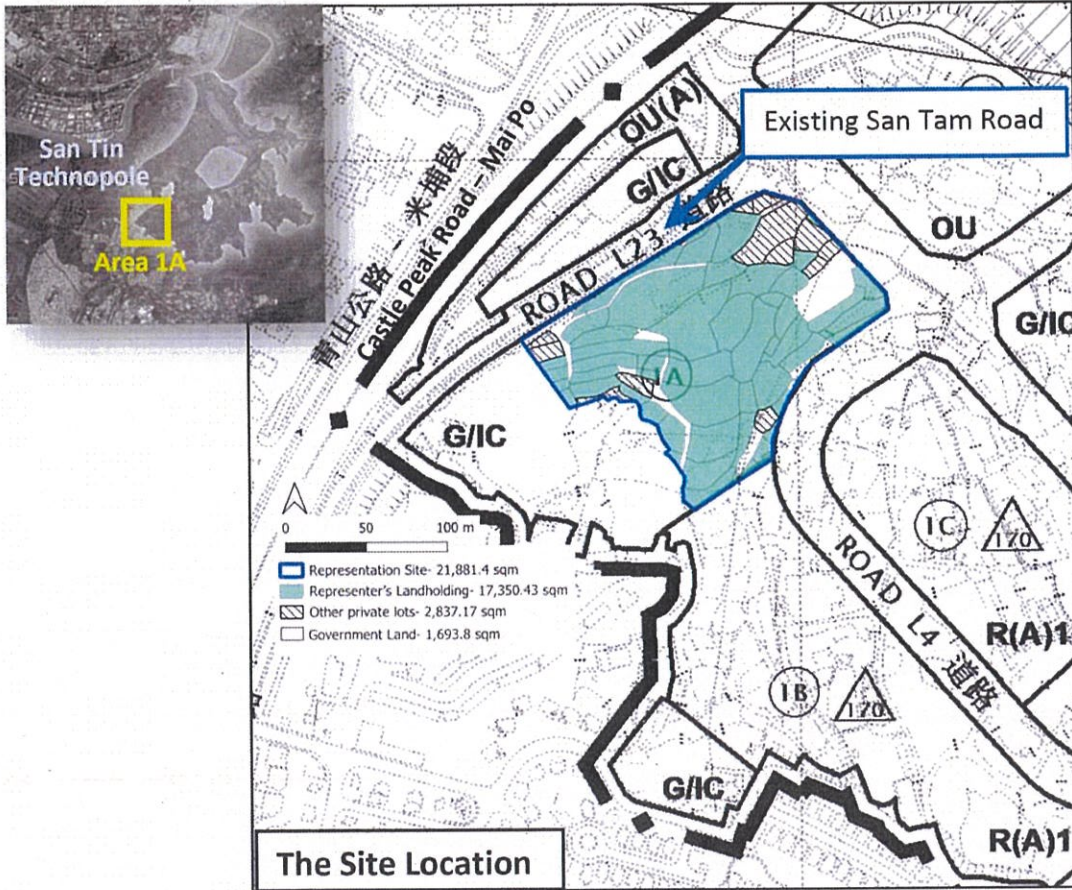 San Tin
Technopole
Area 1A
青山公路 - 米埔段
Castle Peak Road – Mai Po
OU(A)
G/IC
Existing San Tam Road
ROAD L23 道路
OU
G/IC
1A
G/IC
0 50 100 m
Representation Site- 21,881.4 sqm
Representer's Landholding- 17,350.43 sqm
Other private lots- 2,837.17 sqm
Government Land- 1,693.8 sqm
1C
170
ROAD L4 道路
R(A)1
1B
170
G/IC
R(A)1
The Site Location